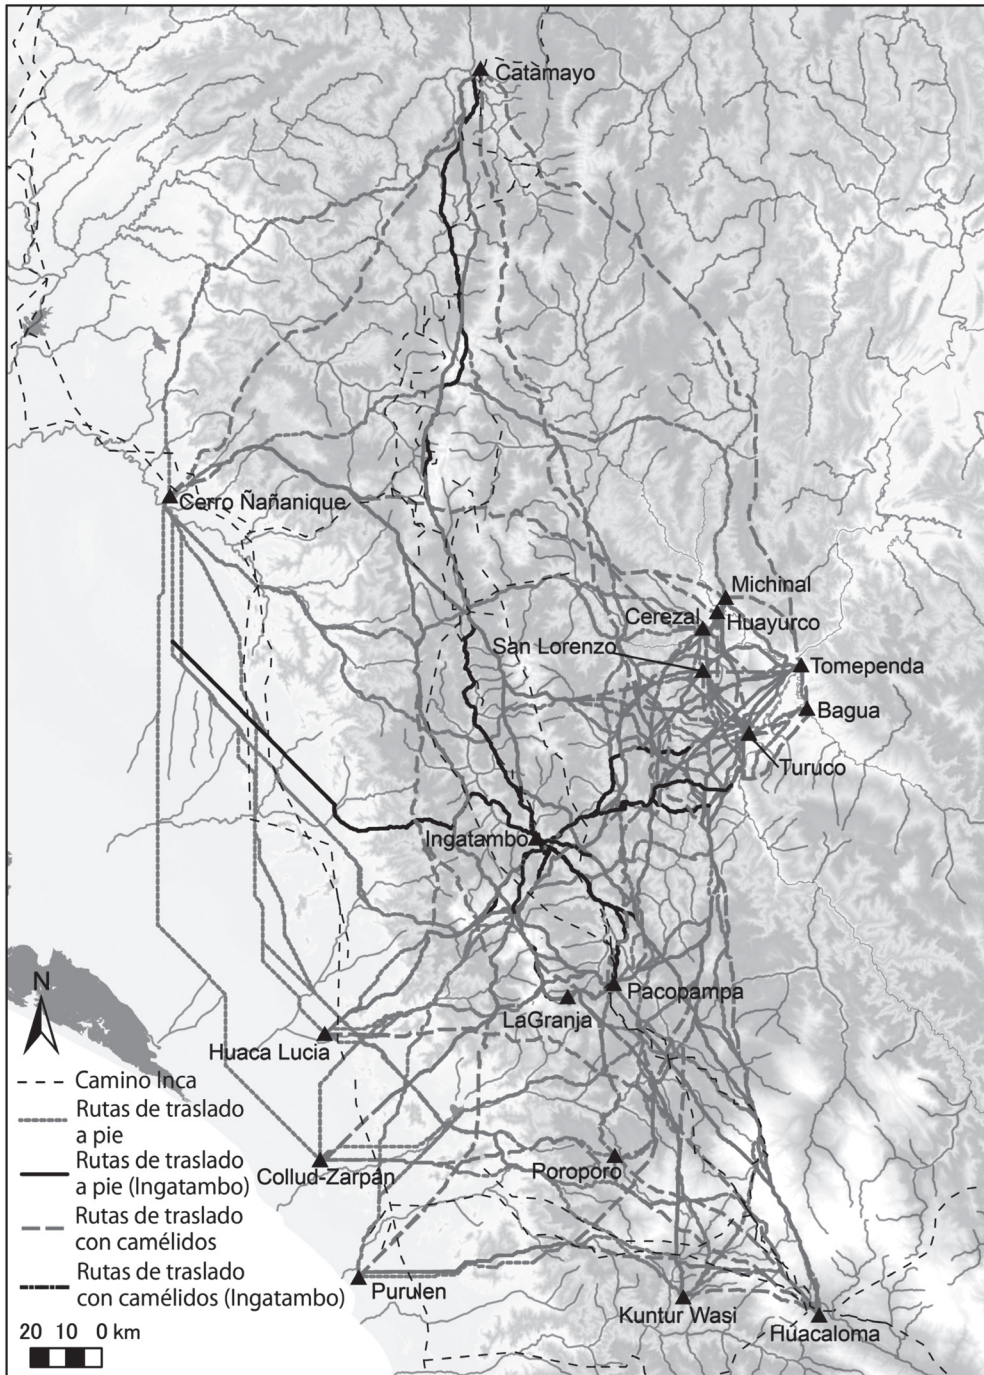 Catamayo
Cerro Ñañanique
Michinal
Cerezal
Huayurco
San Lorenzo
Tomependa
Bagua
Turuco
Ingatambo
Pacopampa
LaGranja
N
Huaca Lucia
Camino Inca
Rutas de traslado
a pie
Rutas de traslado
a pie (Ingatambo)
Collud-Zarpán
Poroporo
Rutas de traslado
con camélidos
Rutas de traslado
con camélidos (Ingatambo)
Purulen
Kuntur Wasi
Huacaloma
20 10 0 km